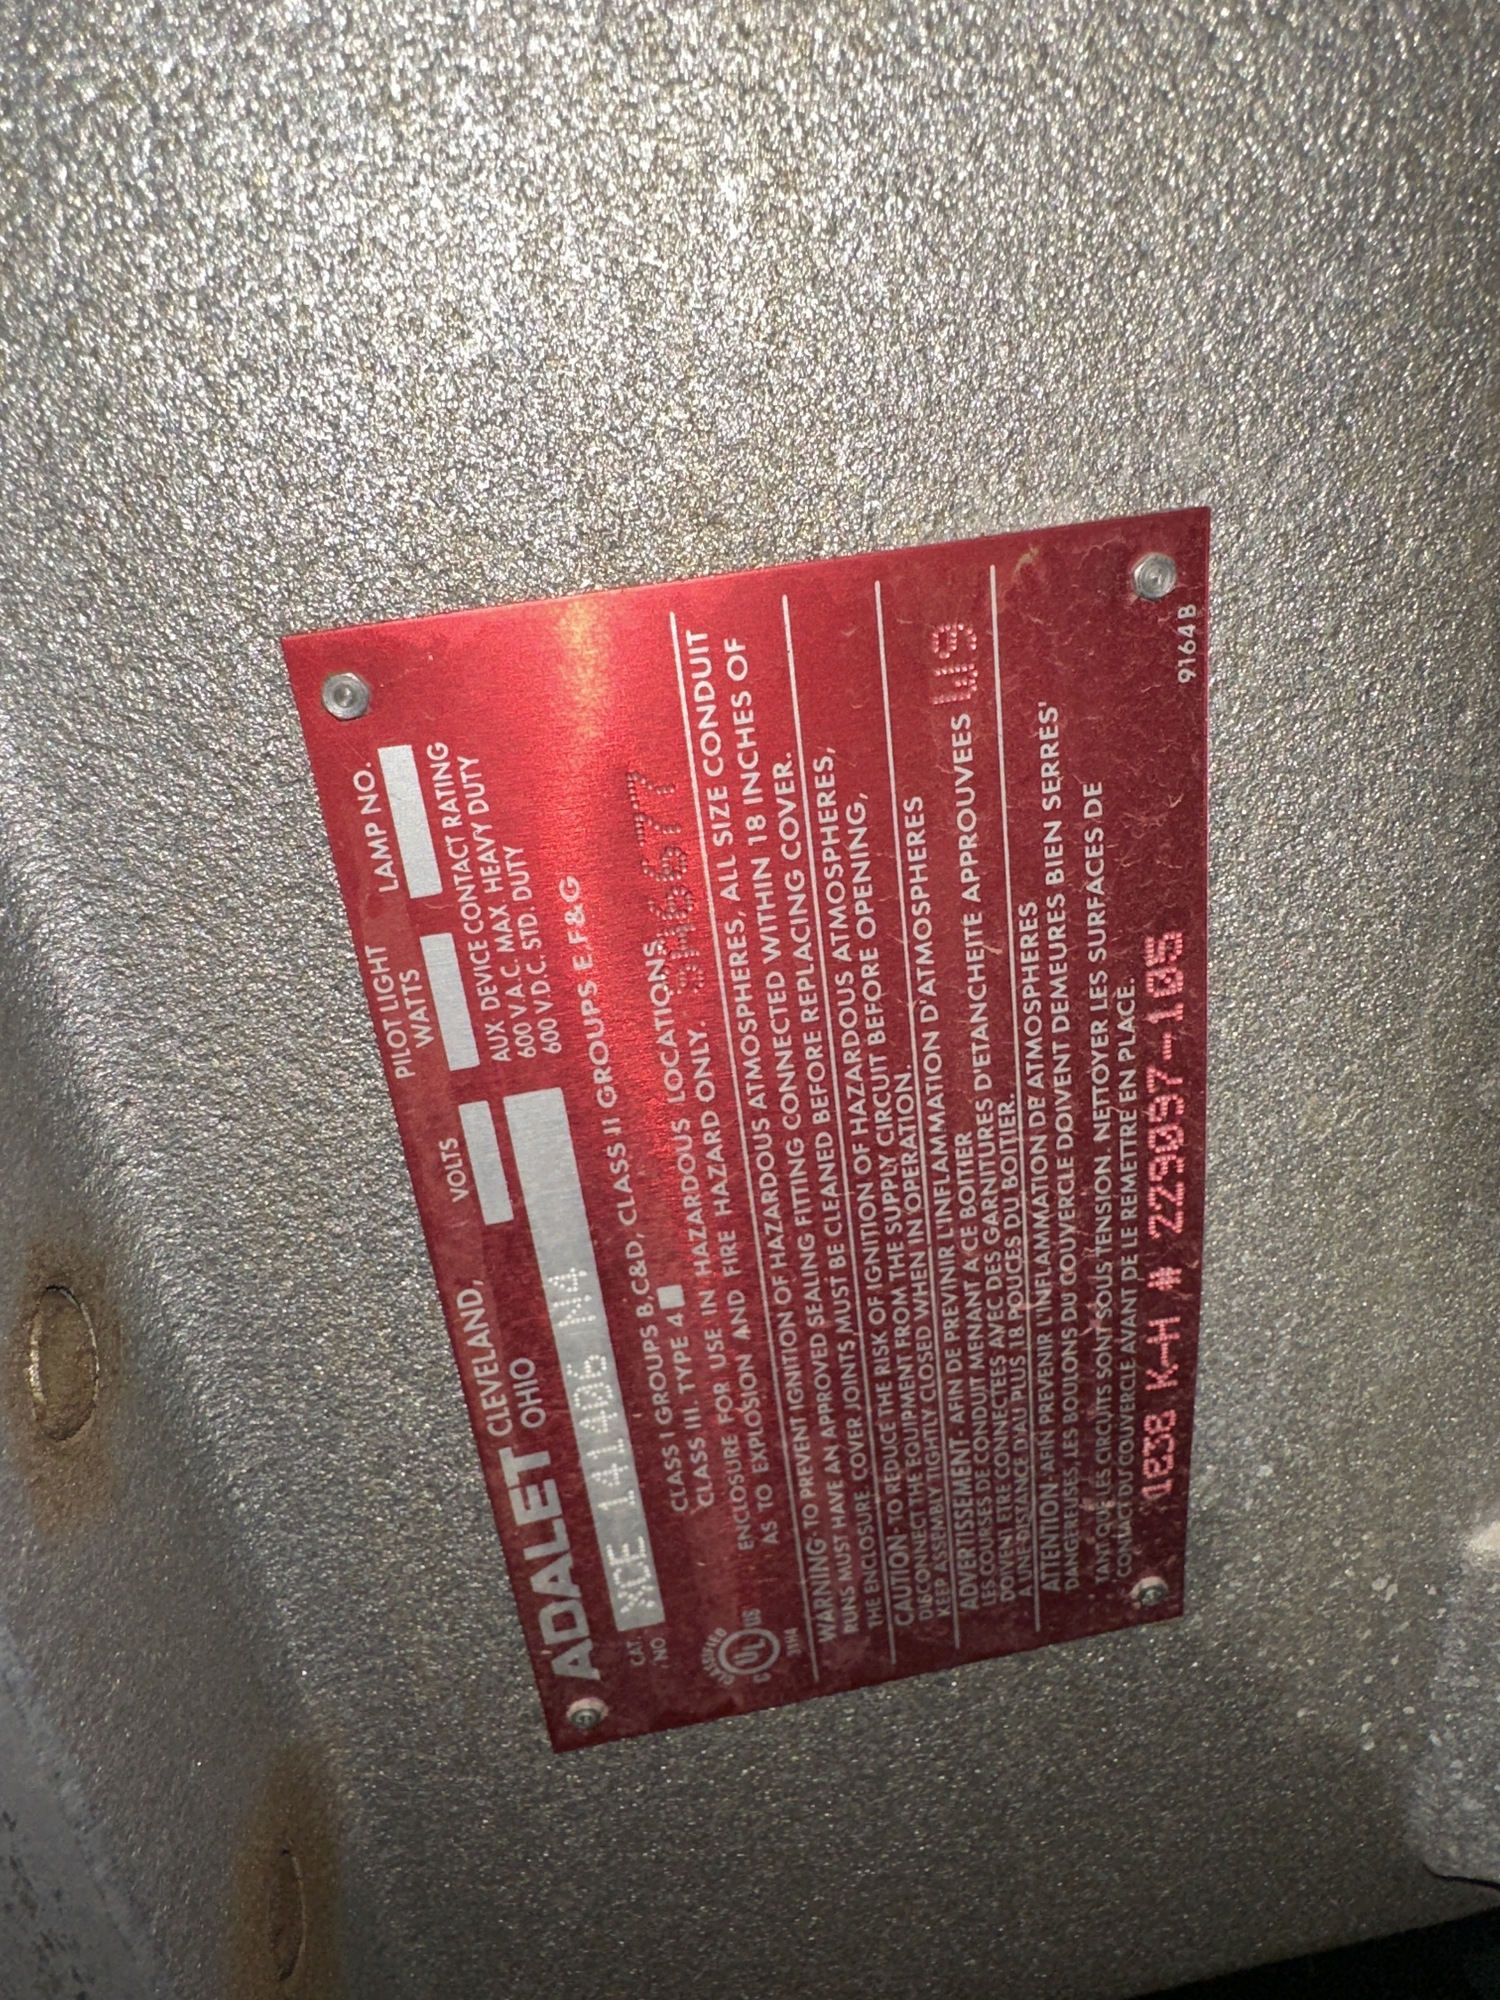 PILOT LIGHT
VOLTS WATTS LAMP NO.
ADALET CLEVELAND, OHIO
AUX DEVICE CONTACT RATING
600 V.A.C. MAX HEAVY DUTY
600 V.D.C. STD. DUTY
CAT. NO XCE N4
CLASS I GROUPS B,C&D, CLASS II GROUPS E,F&G
CLASS III. TYPE 4
ENCLOSURE FOR USE IN HAZARDOUS LOCATIONS
AS TO EXPLOSION AND FIRE HAZARD ONLY.
CLASSIFIED
C UL US
WARNING- TO PREVENT IGNITION OF HAZARDOUS ATMOSPHERES, ALL SIZE CONDUIT
RUNS MUST HAVE AN APPROVED SEALING FITTING CONNECTED WITHIN 18 INCHES OF
THE ENCLOSURE. COVER JOINTS MUST BE CLEANED BEFORE REPLACING COVER.
CAUTION- TO REDUCE THE RISK OF IGNITION OF HAZARDOUS ATMOSPHERES,
DISCONNECT THE EQUIPMENT FROM THE SUPPLY CIRCUIT BEFORE OPENING,
KEEP ASSEMBLY TIGHTLY CLOSED WHEN IN OPERATION.
ADVERTISSEMENT- AFIN DE PREVINIR L'INFLAMMATION D'ATMOSPHERES
LES COURSES DE CONDUIT MENANT A CE BOITIER
DOIVEN ETRE CONNECTES AVEC DES GARNITURES D'ETANCHEITE APPROUVEES
A UNE DISTANCE D'AU PLUS 18 POUCES DU BOITIER.
ATTENTION- AFIN PREVENIR L'INFLAMMATION DE ATMOSPHERES
DANGEREUSES, LES BOULONS DU COUVERCLE DOIVENT DEMEURES BIEN SERRES'
TANT QUE LES CIRCUITS SONT SOUS TENSION. NETTOYER LES SURFACES DE
CONTACT DU COUVERCLE AVANT DE LE REMETTRE EN PLACE.
1038 K-H # 229097-105
9164B